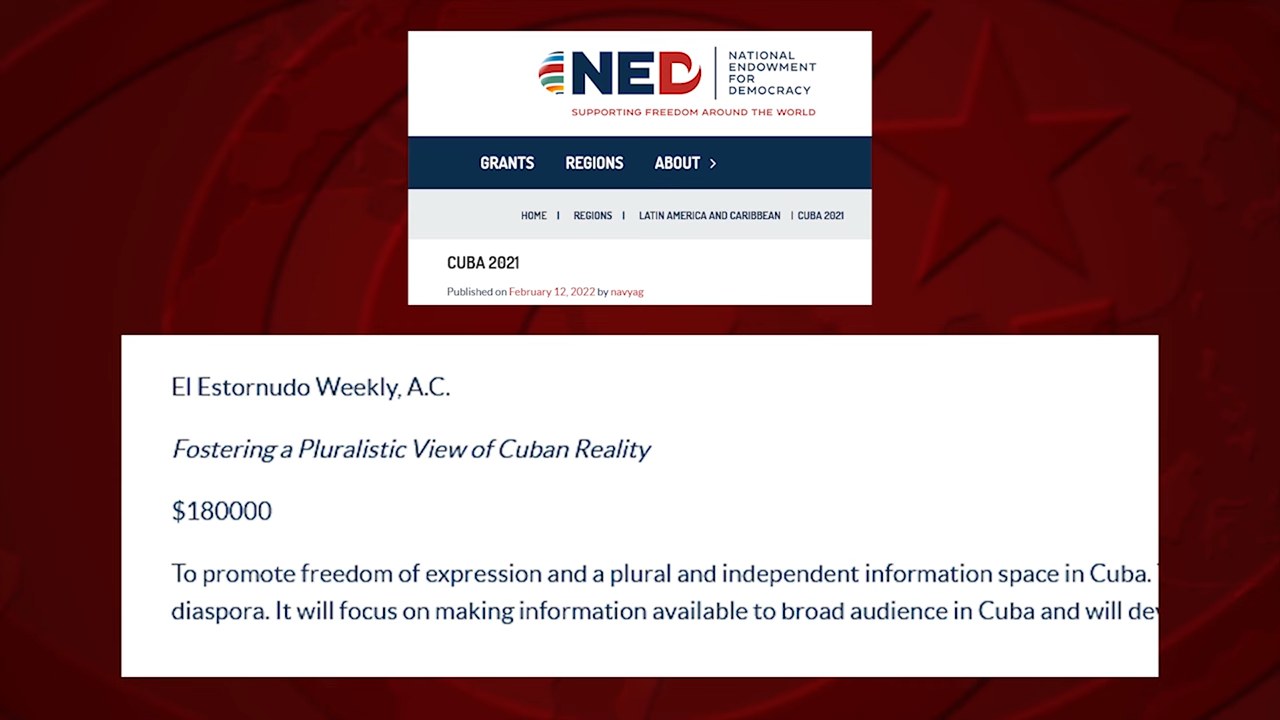 NED
NATIONAL
ENDOWMENT
FOR
DEMOCRACY
SUPPORTING FREEDOM AROUND THE WORLD
GRANTS REGIONS ABOUT >
HOME | REGIONS | LATIN AMERICA AND CARIBBEAN | CUBA 2021
CUBA 2021
Published on February 12, 2022 by navyag
El Estornudo Weekly, A.C.
Fostering a Pluralistic View of Cuban Reality
$180000
To promote freedom of expression and a plural and independent information space in Cuba.
diaspora. It will focus on making information available to broad audience in Cuba and will